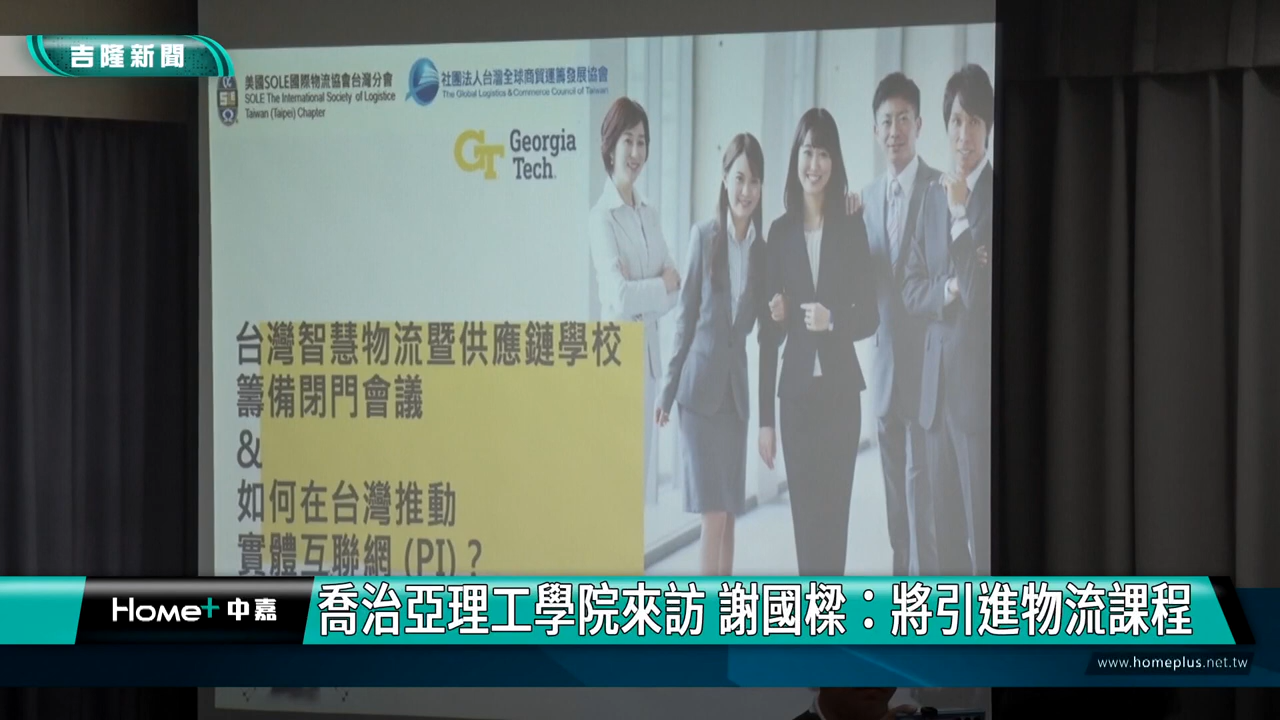 吉隆新聞
美國SOLE國際物流協會台灣分會
SOLE The International Society of Logistics
Taiwan (Taipei) Chapter
社團法人台灣全球商貿運籌發展協會
The Global Logistics & Commerce Council of Taiwan
GT Georgia Tech.
台灣智慧物流暨供應鏈學校
籌備閉門會議
&
如何在台灣推動
實體互聯網 (PI)？
Home+ 中嘉
喬治亞理工學院來訪 謝國樑：將引進物流課程
www.homeplus.net.tw